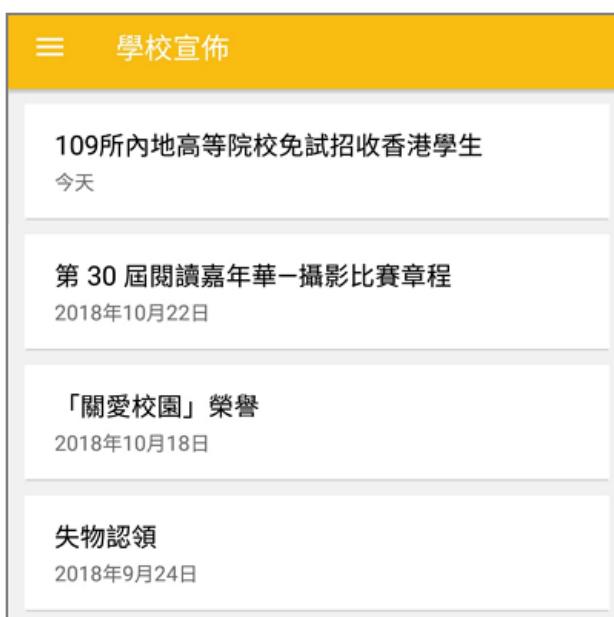 學校宣佈
109所內地高等院校免試招收香港學生
今天
第 30 屆閱讀嘉年華—攝影比賽章程
2018年10月22日
「關愛校園」榮譽
2018年10月18日
失物認領
2018年9月24日